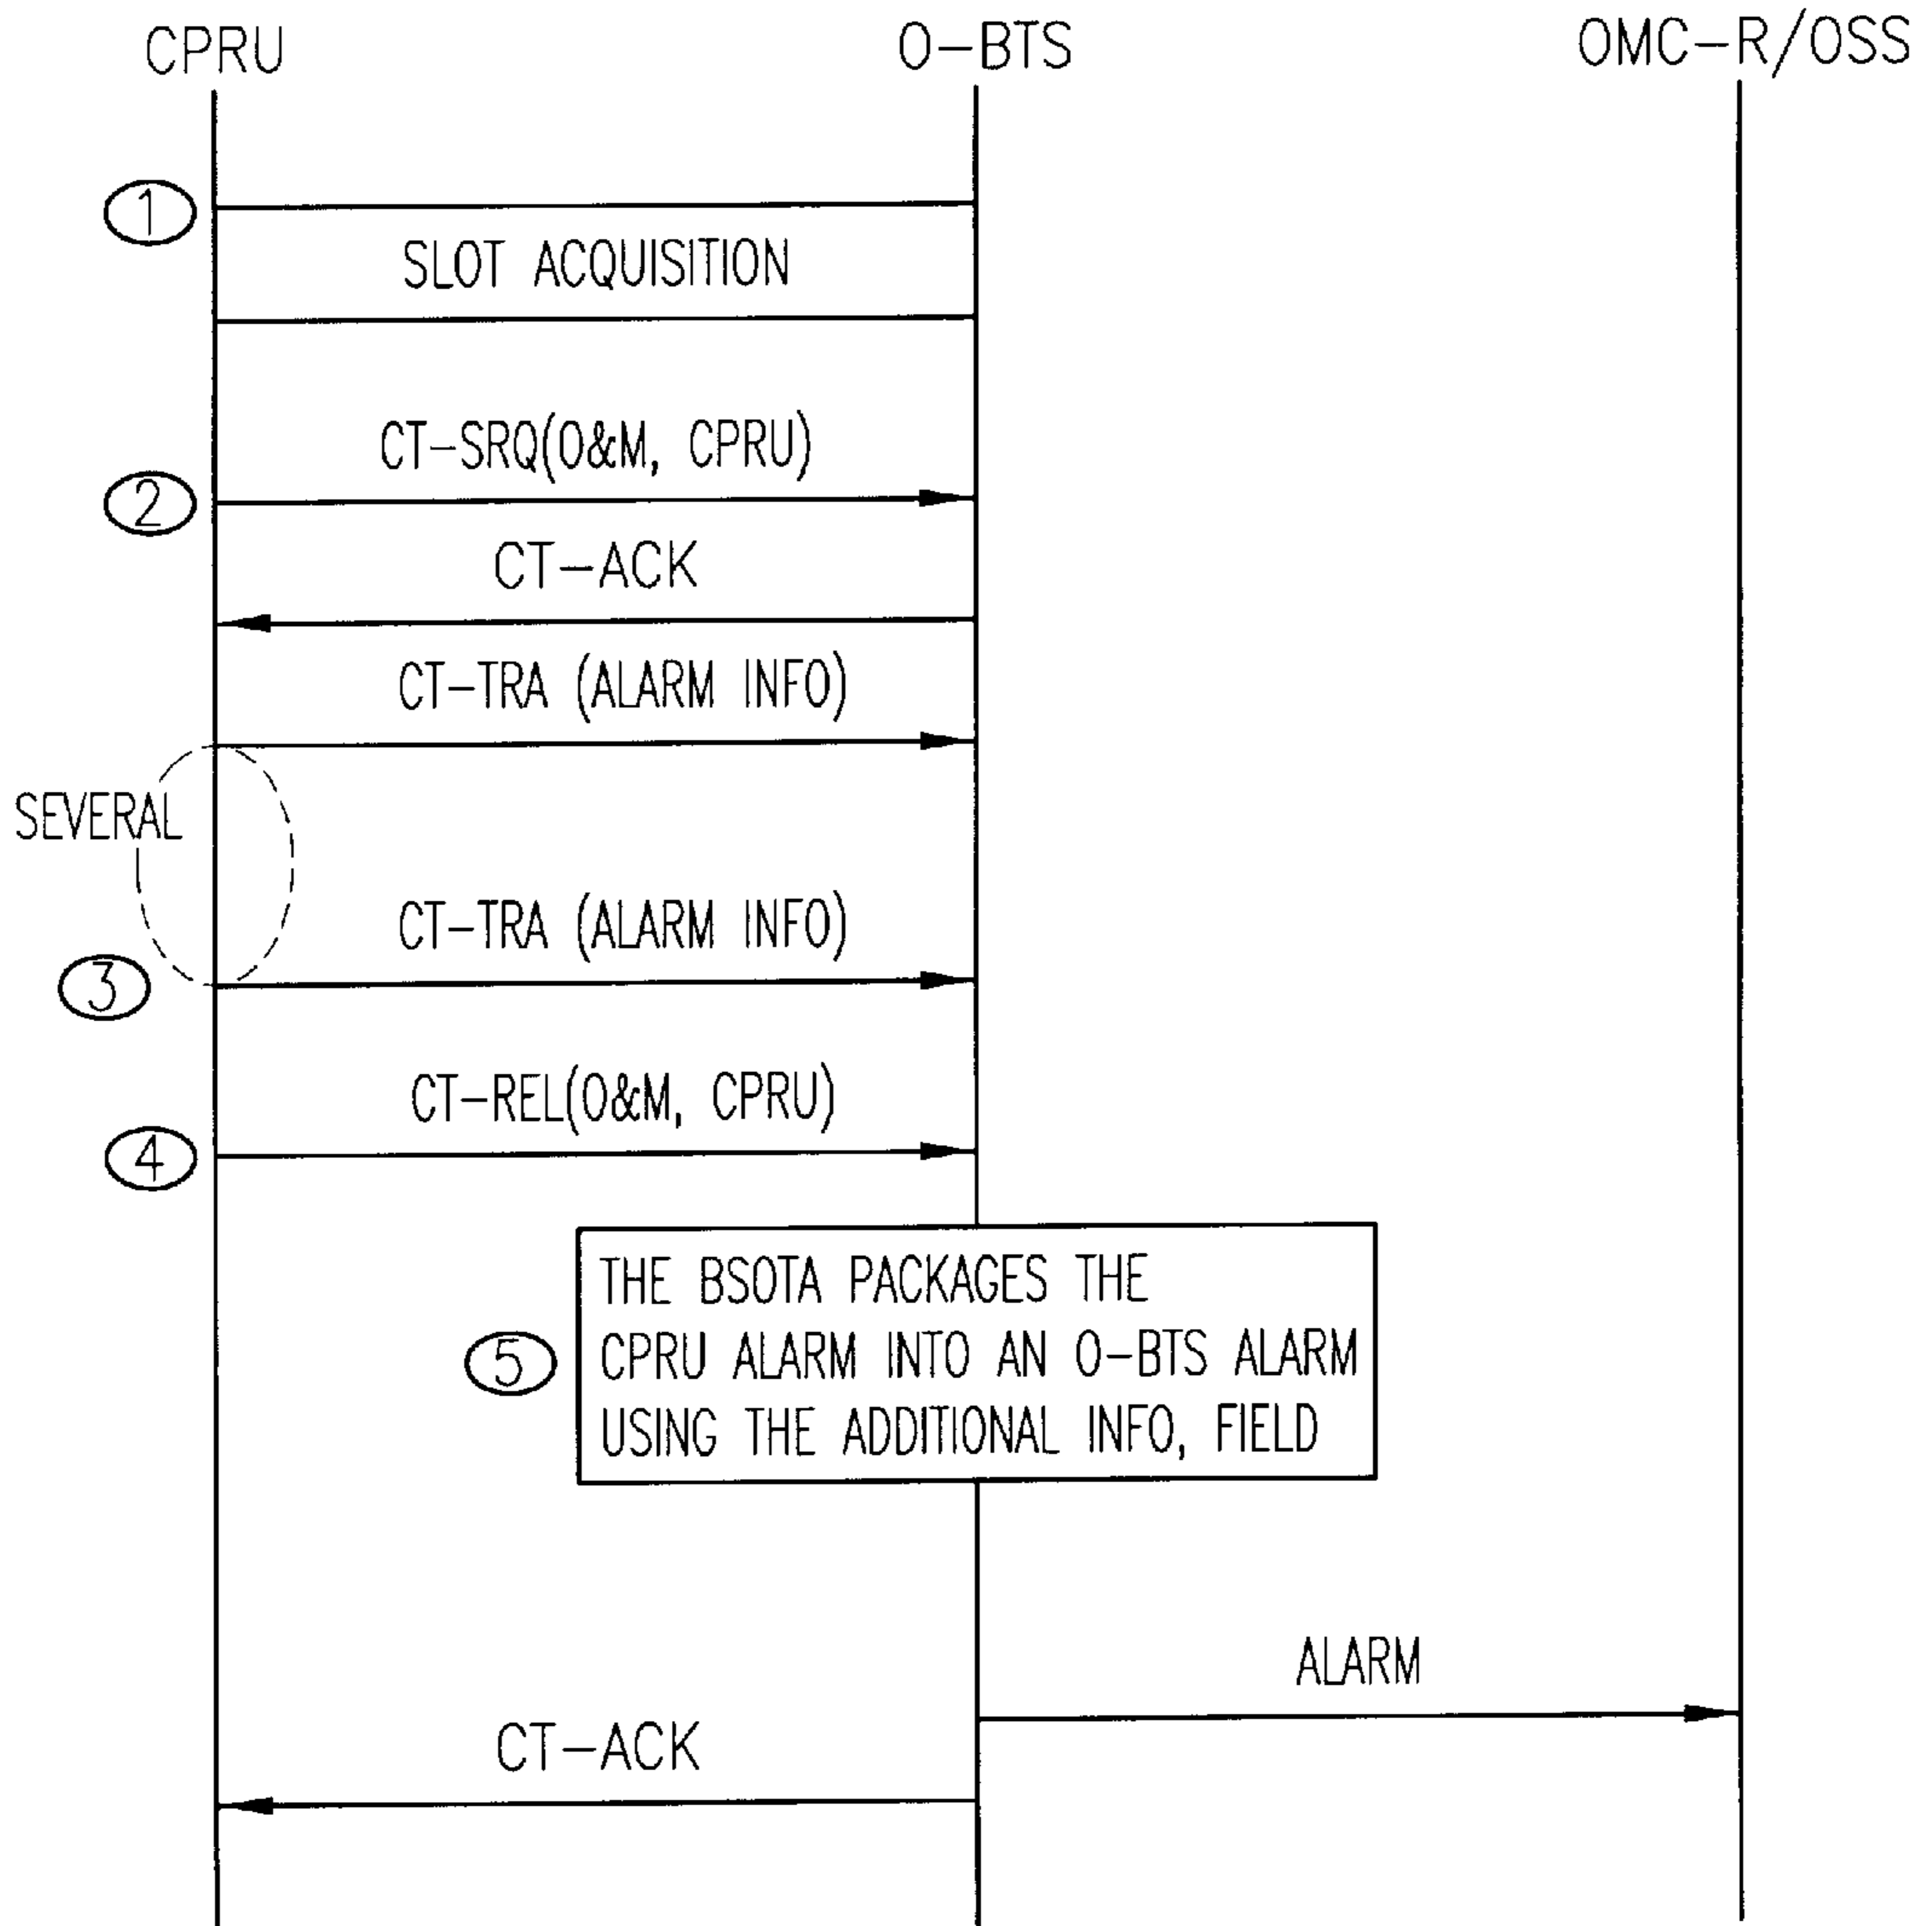 CPRU
O-BTS
OMC-R/OSS
1
SLOT ACQUISITION
CT-SRQ(O&M, CPRU)
2
CT-ACK
CT-TRA (ALARM INFO)
SEVERAL
CT-TRA (ALARM INFO)
3
CT-REL(O&M, CPRU)
4
5
THE BSOTA PACKAGES THE
CPRU ALARM INTO AN O-BTS ALARM
USING THE ADDITIONAL INFO, FIELD
ALARM
CT-ACK